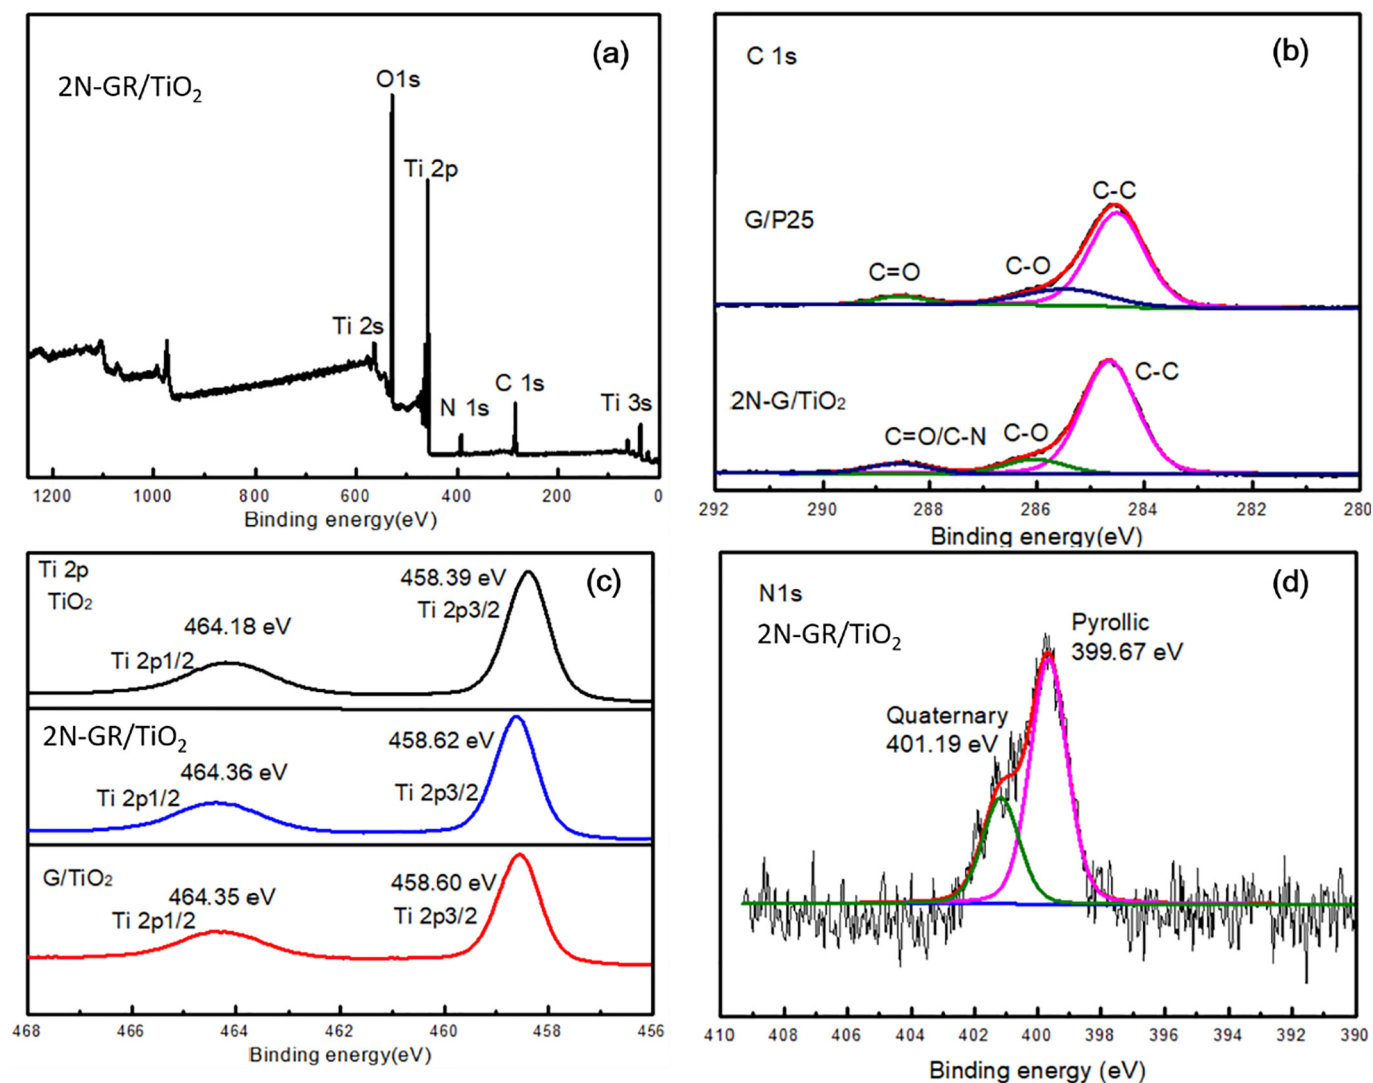 (a)
2N-GR/TiO₂
O1s
Ti 2p
Ti 2s
N 1s
C 1s
Ti 3s
1200 1000 800 600 400 200 0
Binding energy(eV)
(b)
C 1s
G/P25
C-C
C-O
C=O
2N-G/TiO₂
C-C
C=O/C-N
C-O
292 290 288 286 284 282 280
Binding energy(eV)
(c)
Ti 2p
TiO₂
458.39 eV
Ti 2p3/2
464.18 eV
Ti 2p1/2
2N-GR/TiO₂
458.62 eV
464.36 eV
Ti 2p3/2
Ti 2p1/2
G/TiO₂
458.60 eV
464.35 eV
Ti 2p3/2
Ti 2p1/2
468 466 464 462 460 458 456
Binding energy(eV)
(d)
N1s
2N-GR/TiO₂
Pyrollic
399.67 eV
Quaternary
401.19 eV
410 408 406 404 402 400 398 396 394 392 390
Binding energy (eV)